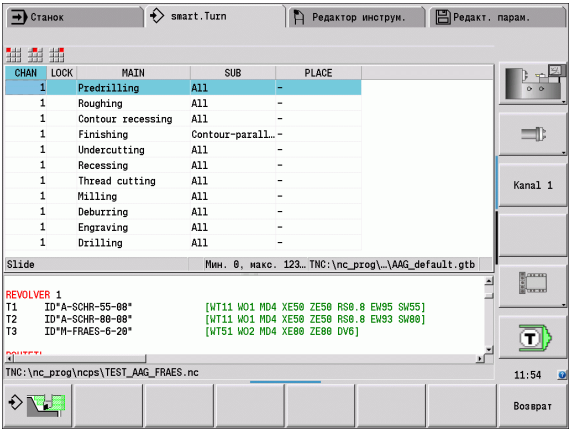 Станок smart.Turn Редактор инструм. Редакт. парам.
CHAN LOCK MAIN SUB PLACE
1 Predrilling All –
1 Roughing All –
1 Contour recessing All –
1 Finishing Contour-parall… –
1 Undercutting All –
1 Recessing All –
1 Thread cutting All –
1 Milling All –
1 Deburring All –
1 Engraving All –
1 Drilling All –
Kanal 1
Slide Мин. 0, макс. 123… TNC:\nc_prog\…\AAG_default.gtb
REVOLVER 1
T1 ID"A-SCHR-55-08" [WT11 WO1 MD4 XE50 ZE50 RS0.8 EW95 SW55]
T2 ID"A-SCHR-80-08" [WT11 WO1 MD4 XE50 ZE50 RS0.8 EW93 SW80]
T3 ID"M-FRAES-6-20" [WT51 WO2 MD4 XE80 ZE80 DV6]
T
TNC:\nc_prog\ncps\TEST_AAG_FRAES.nc
11:54
Возврат